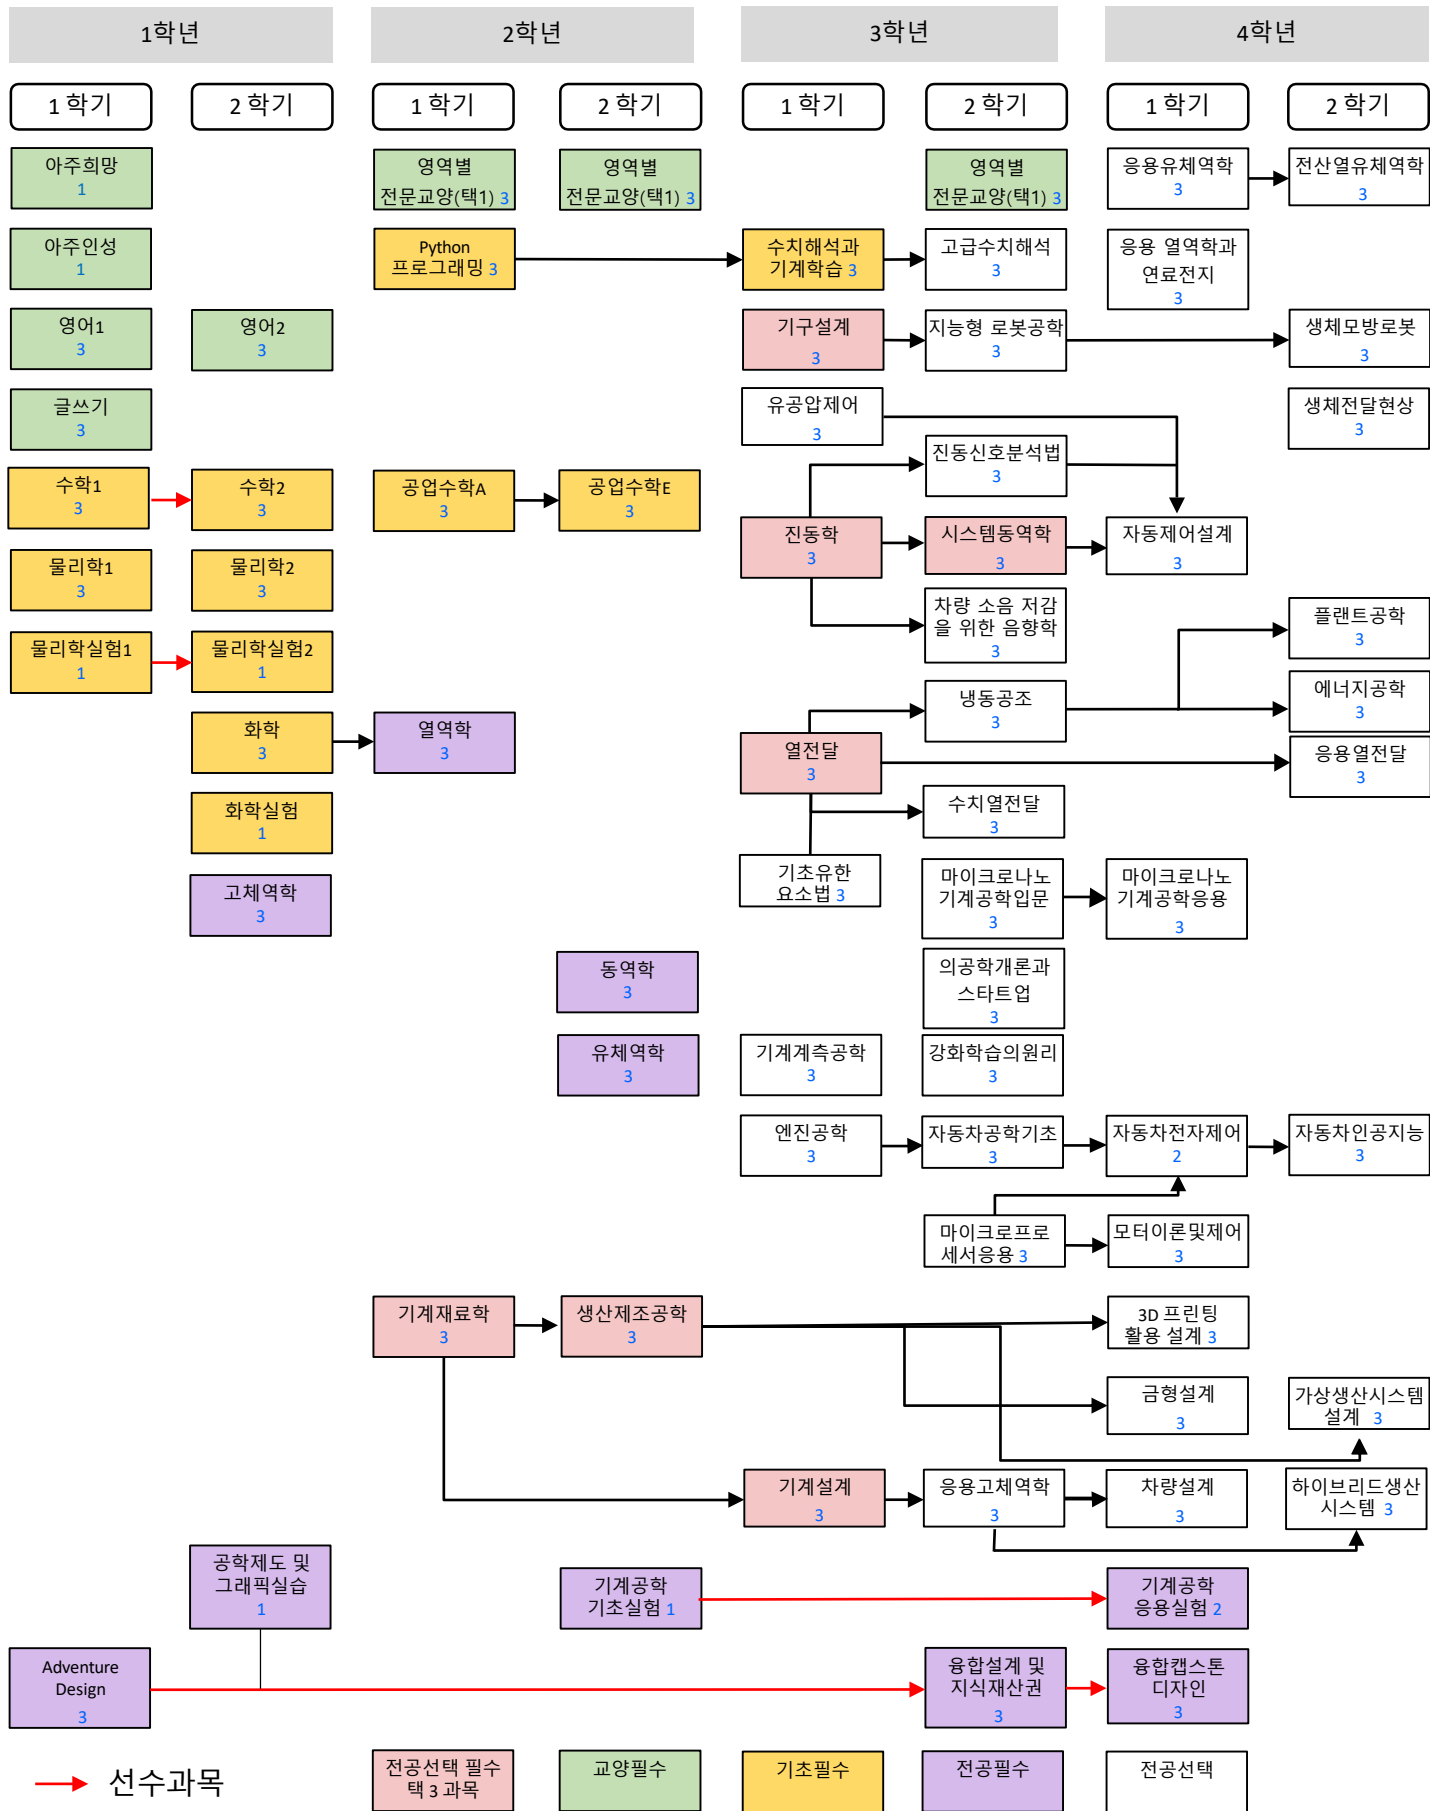 1학년
2학년
3학년
4학년
1 학기
2 학기
1 학기
2 학기
1 학기
2 학기
1 학기
2 학기
아주희망
1
영역별
전문교양(택1) 3
영역별
전문교양(택1) 3
영역별
전문교양(택1) 3
응용유체역학
3
전산열유체역학
3
아주인성
1
Python
프로그래밍 3
수치해석과
기계학습 3
고급수치해석
3
응용 열역학과
연료전지
3
영어1
3
영어2
3
기구설계
3
지능형 로봇공학
3
생체모방로봇
3
글쓰기
3
유공압제어
3
생체전달현상
3
진동신호분석법
3
수학1
3
수학2
3
공업수학A
3
공업수학E
3
진동학
3
시스템동역학
3
자동제어설계
3
물리학1
3
물리학2
3
차량 소음 저감
을 위한 음향학
3
플랜트공학
3
물리학실험1
1
물리학실험2
1
냉동공조
3
에너지공학
3
화학
3
열역학
3
열전달
3
응용열전달
3
화학실험
1
수치열전달
3
고체역학
3
기초유한
요소법 3
마이크로나노
기계공학입문
3
마이크로나노
기계공학응용
3
동역학
3
의공학개론과
스타트업
3
유체역학
3
기계계측공학
3
강화학습의원리
3
엔진공학
3
자동차공학기초
3
자동차전자제어
2
자동차인공지능
3
마이크로프로
세서응용 3
모터이론및제어
3
기계재료학
3
생산제조공학
3
3D 프린팅
활용 설계 3
금형설계
3
가상생산시스템
설계 3
기계설계
3
응용고체역학
3
차량설계
3
하이브리드생산
시스템 3
공학제도 및
그래픽실습
1
기계공학
기초실험 1
기계공학
응용실험 2
Adventure
Design
3
융합설계 및
지식재산권
3
융합캡스톤
디자인
3
선수과목
전공선택 필수
택 3 과목
교양필수
기초필수
전공필수
전공선택